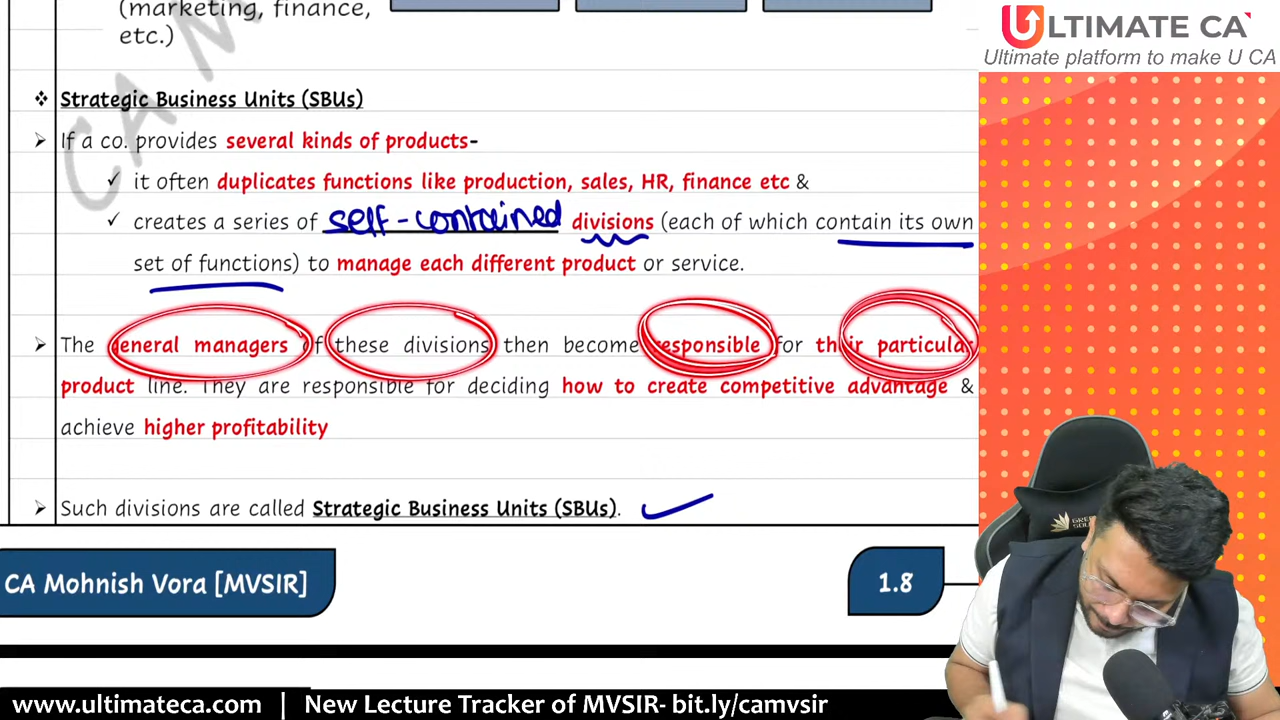 (marketing, finance,
etc.)
ULTIMATE CA
Ultimate platform to make U CA
❖ Strategic Business Units (SBUs)
➢ If a co. provides several kinds of products-
✓ it often duplicates functions like production, sales, HR, finance etc &
✓ creates a series of self-contained divisions (each of which contain its own
set of functions) to manage each different product or service.
➢ The general managers of these divisions then become responsible for their particular
product line. They are responsible for deciding how to create competitive advantage &
achieve higher profitability
➢ Such divisions are called Strategic Business Units (SBUs).
CA Mohnish Vora [MVSIR]
1.8
www.ultimateca.com | New Lecture Tracker of MVSIR- bit.ly/camvsir